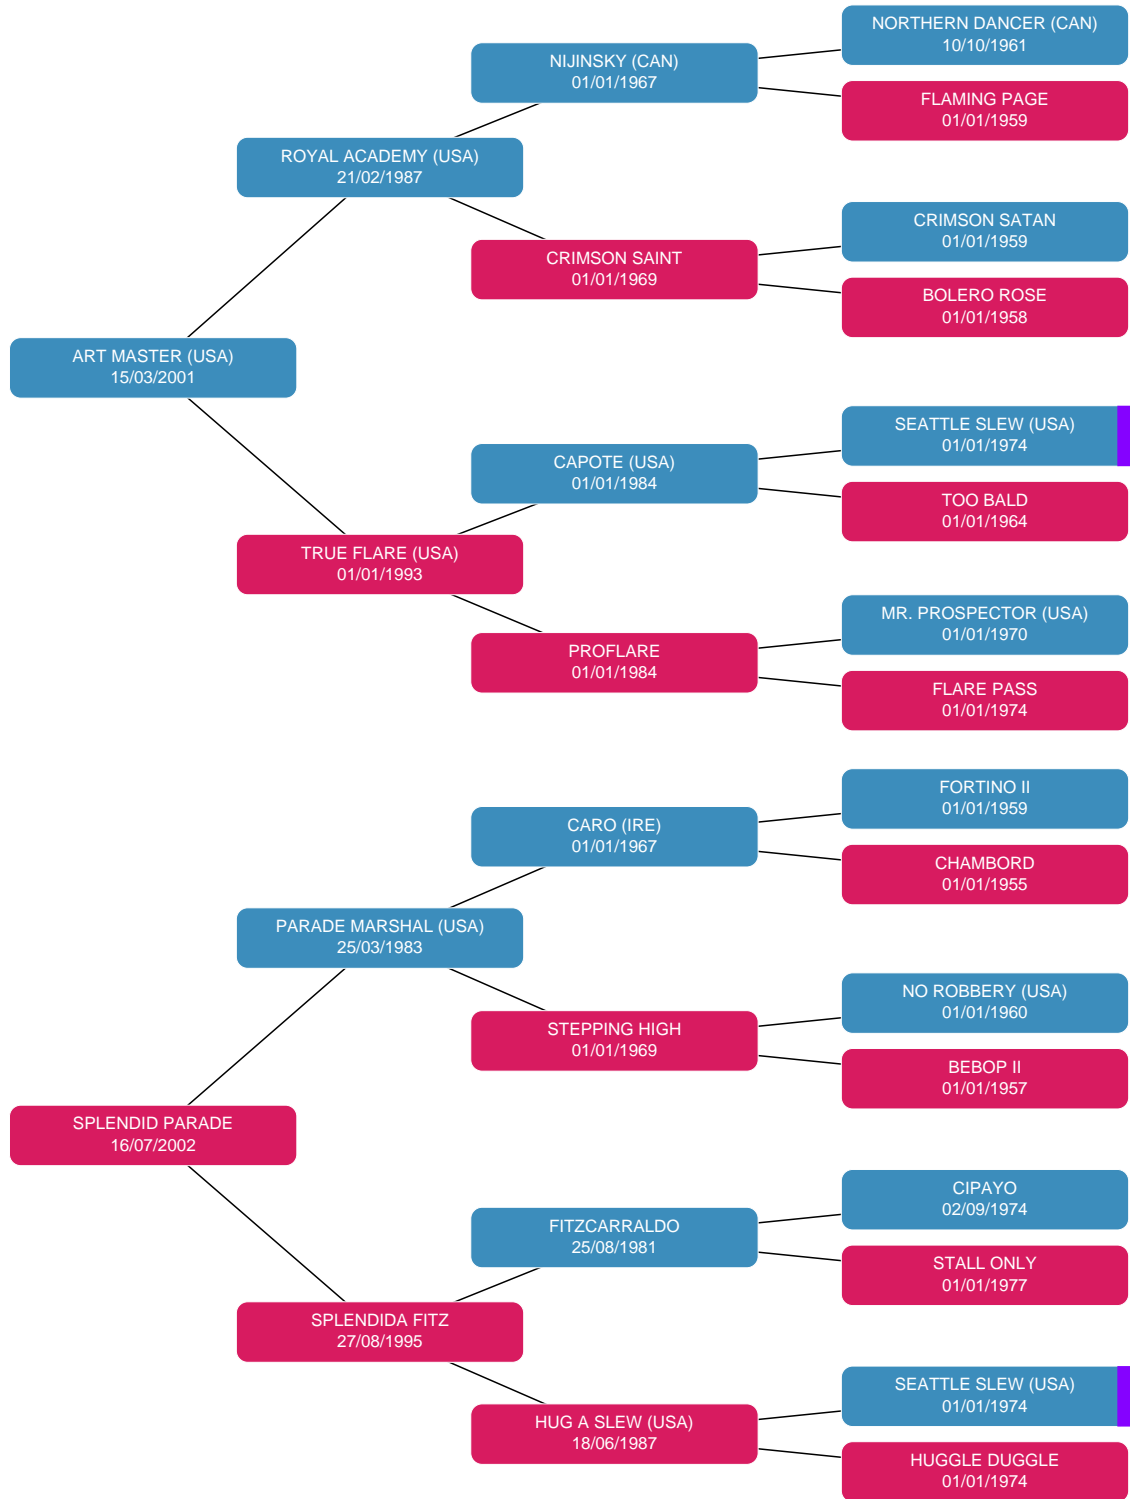 NORTHERN DANCER (CAN)
10/10/1961
NIJINSKY (CAN)
01/01/1967
FLAMING PAGE
01/01/1959
ROYAL ACADEMY (USA)
21/02/1987
CRIMSON SATAN
01/01/1959
CRIMSON SAINT
01/01/1969
BOLERO ROSE
01/01/1958
ART MASTER (USA)
15/03/2001
SEATTLE SLEW (USA)
01/01/1974
CAPOTE (USA)
01/01/1984
TOO BALD
01/01/1964
TRUE FLARE (USA)
01/01/1993
MR. PROSPECTOR (USA)
01/01/1970
PROFLARE
01/01/1984
FLARE PASS
01/01/1974
FORTINO II
01/01/1959
CARO (IRE)
01/01/1967
CHAMBORD
01/01/1955
PARADE MARSHAL (USA)
25/03/1983
NO ROBBERY (USA)
01/01/1960
STEPPING HIGH
01/01/1969
BEBOP II
01/01/1957
SPLENDID PARADE
16/07/2002
CIPAYO
02/09/1974
FITZCARRALDO
25/08/1981
STALL ONLY
01/01/1977
SPLENDIDA FITZ
27/08/1995
SEATTLE SLEW (USA)
01/01/1974
HUG A SLEW (USA)
18/06/1987
HUGGLE DUGGLE
01/01/1974